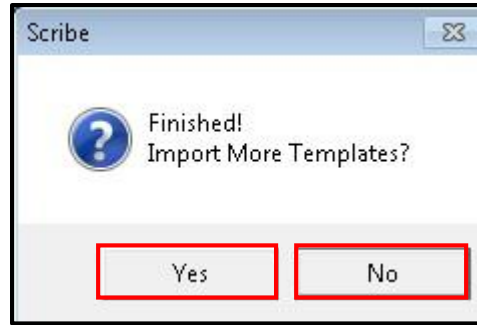 Scribe
Finished!
Import More Templates?
Yes
No